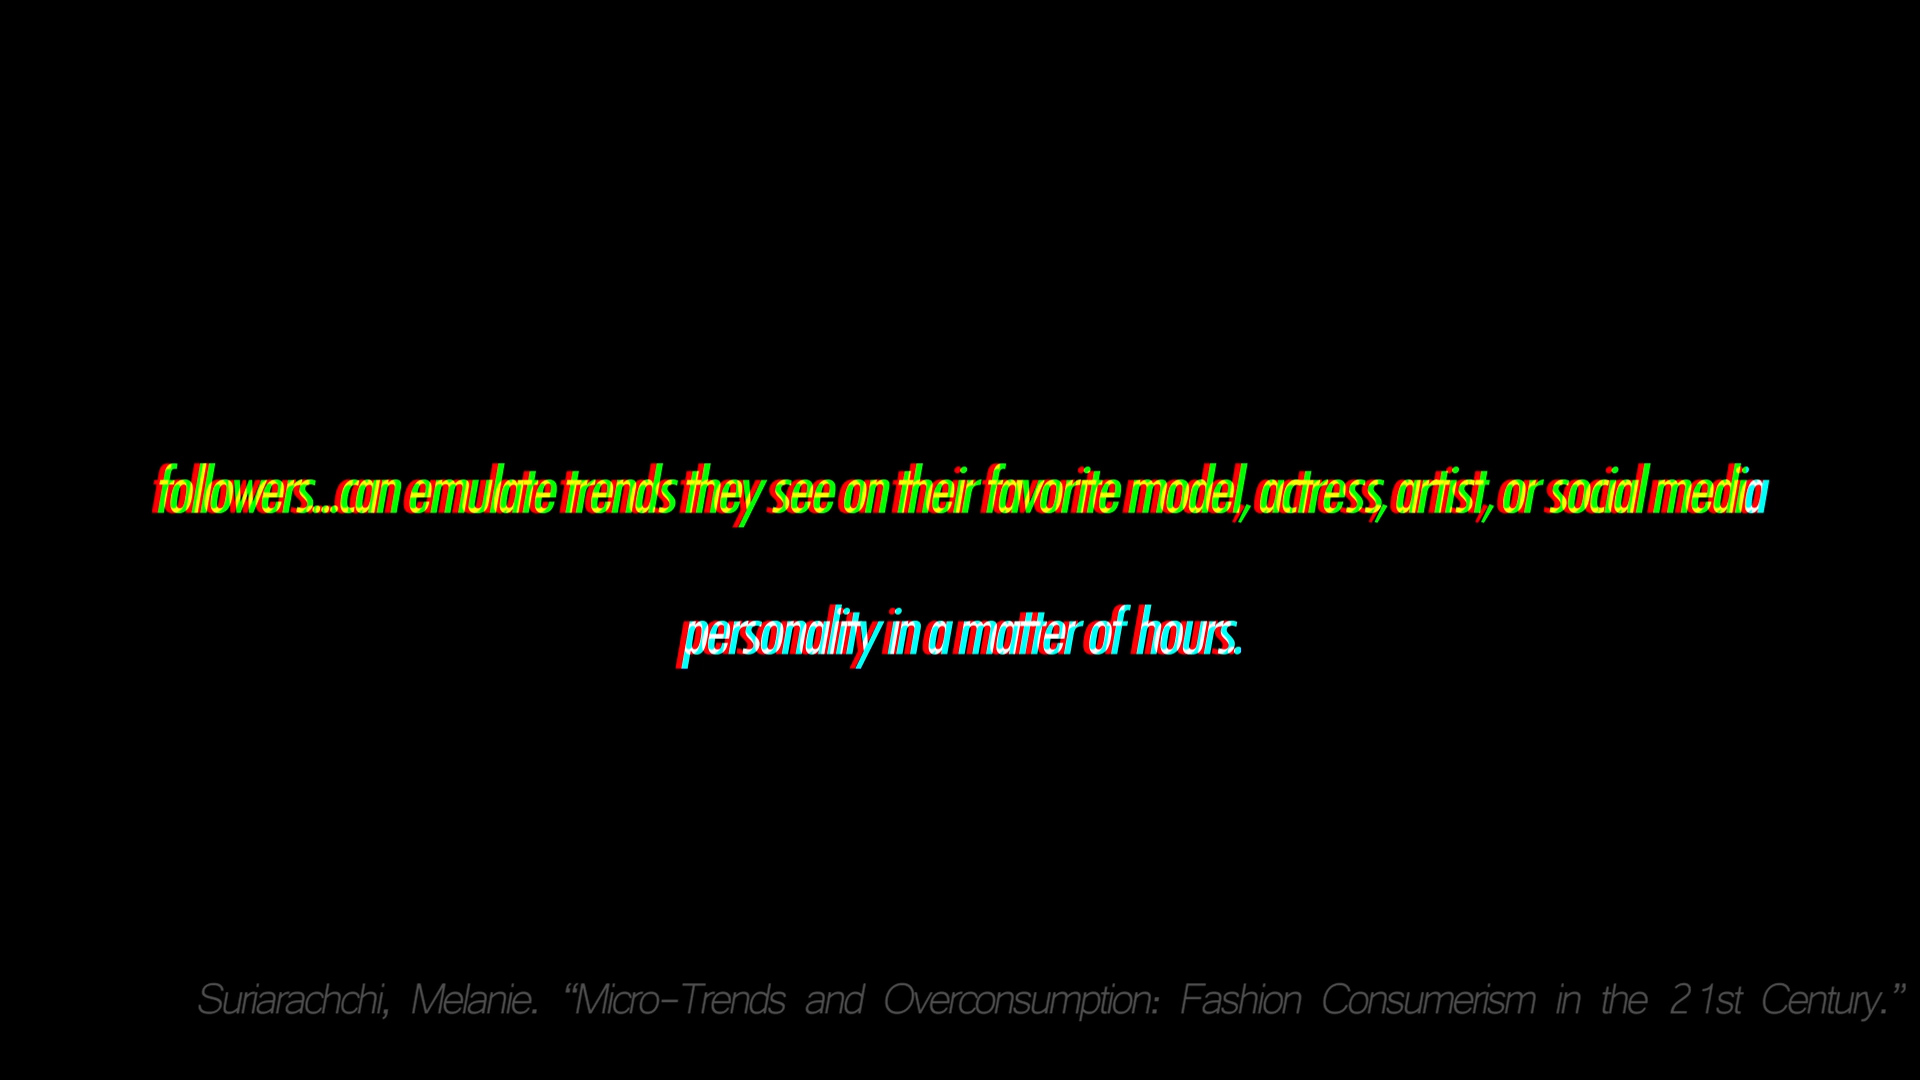 followers...can emulate trends they see on their favorite model, actress, artist, or social media
personality in a matter of hours.
Suriarachchi, Melanie. “Micro-Trends and Overconsumption: Fashion Consumerism in the 21st Century.”